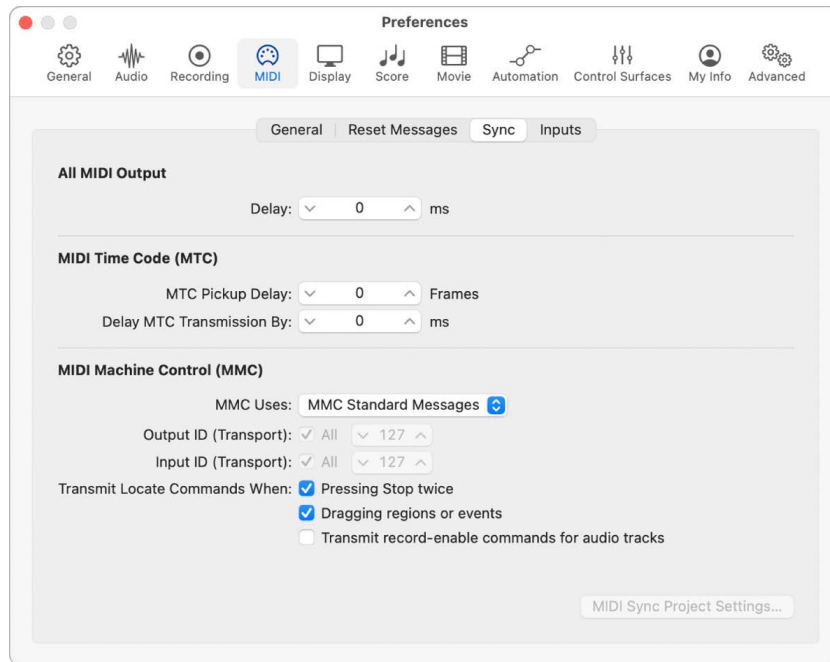 Preferences
General Audio Recording MIDI Display Score Movie Automation Control Surfaces My Info Advanced
General Reset Messages Sync Inputs
All MIDI Output
Delay: 0 ms
MIDI Time Code (MTC)
MTC Pickup Delay: 0 Frames
Delay MTC Transmission By: 0 ms
MIDI Machine Control (MMC)
MMC Uses: MMC Standard Messages
Output ID (Transport): All 127
Input ID (Transport): All 127
Transmit Locate Commands When: Pressing Stop twice
Dragging regions or events
Transmit record-enable commands for audio tracks
MIDI Sync Project Settings...